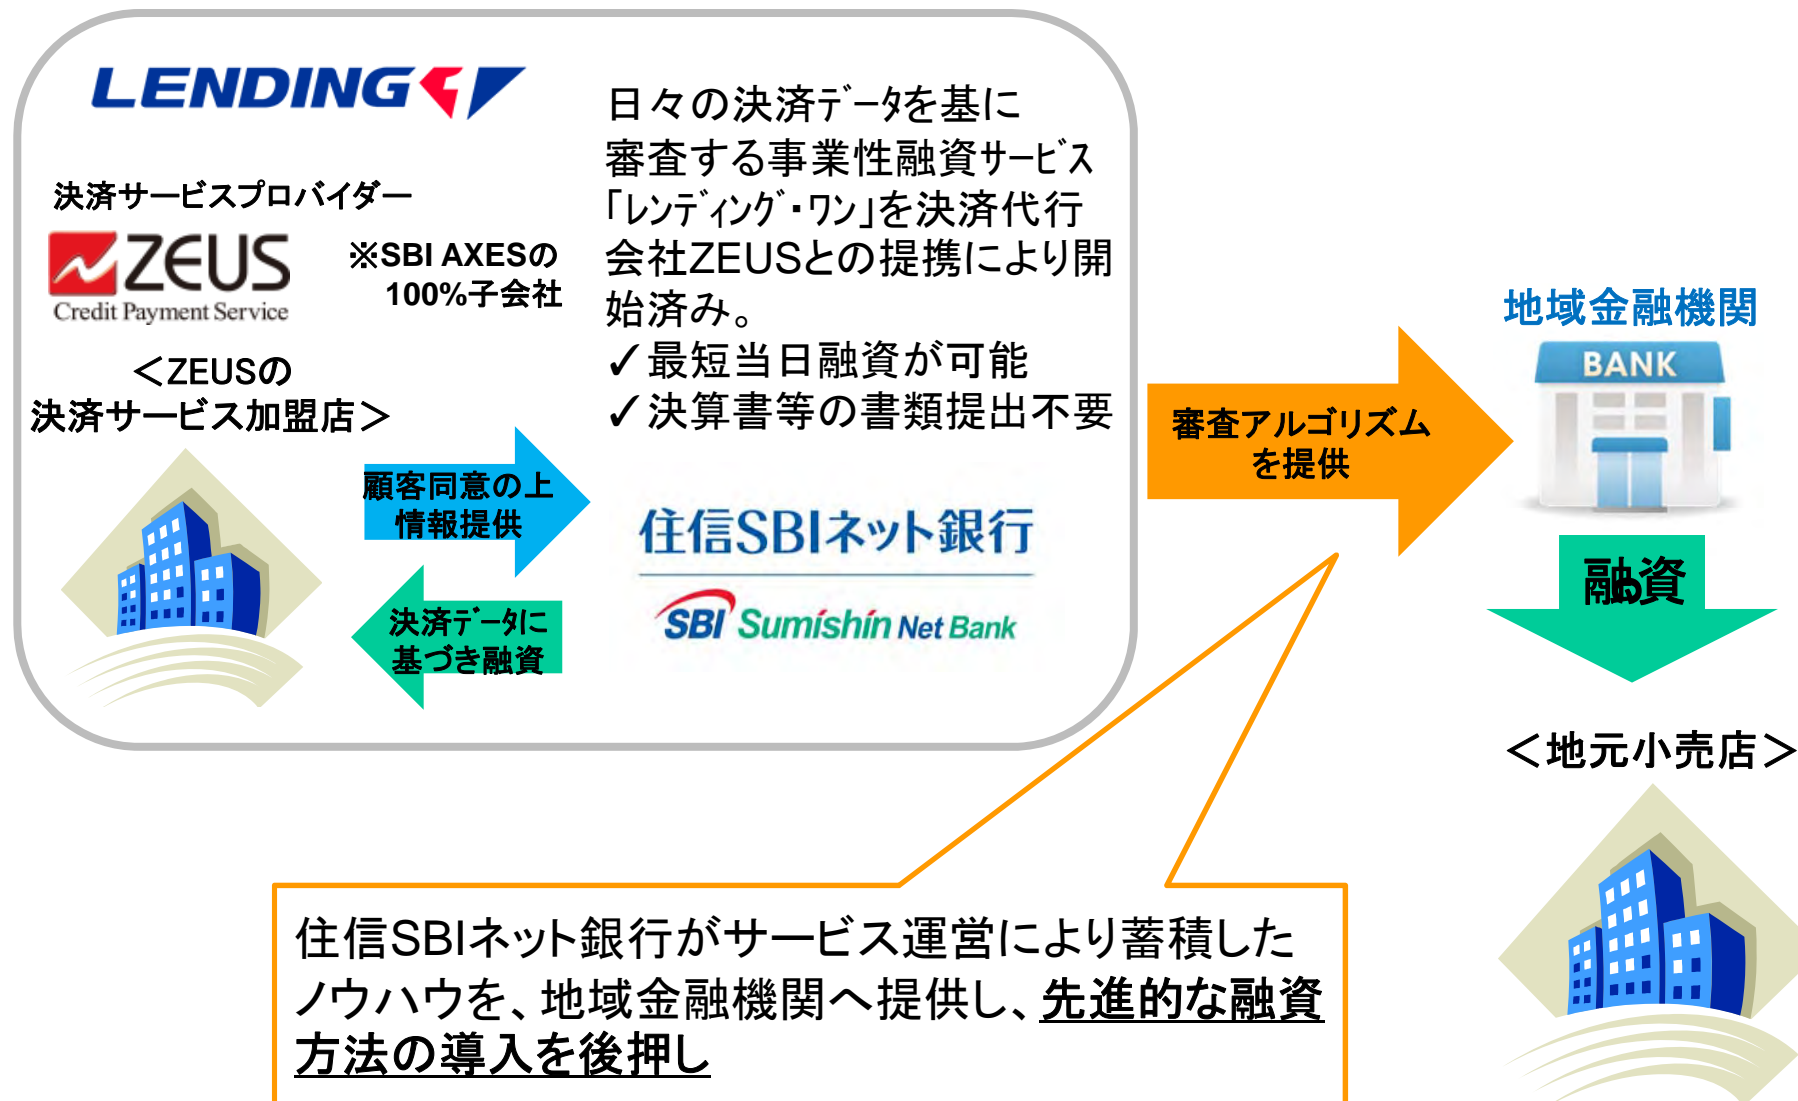 LENDING
決済サービスプロバイダー
ZEUS
Credit Payment Service
※SBI AXESの
100%子会社
日々の決済ﾃﾞｰﾀを基に
審査する事業性融資ｻｰﾋﾞｽ
｢ﾚﾝﾃﾞｨﾝｸﾞ・ﾜﾝ｣を決済代行
会社ZEUSとの提携により開
始済み。
✓最短当日融資が可能
✓決算書等の書類提出不要
＜ZEUSの
決済サービス加盟店＞
顧客同意の上
情報提供
決済ﾃﾞｰﾀに
基づき融資
住信SBIネット銀行
SBI Sumishin Net Bank
審査アルゴリズム
を提供
地域金融機関
BANK
融資
＜地元小売店＞
住信SBIネット銀行がサービス運営により蓄積した
ノウハウを、地域金融機関へ提供し、先進的な融資
方法の導入を後押し